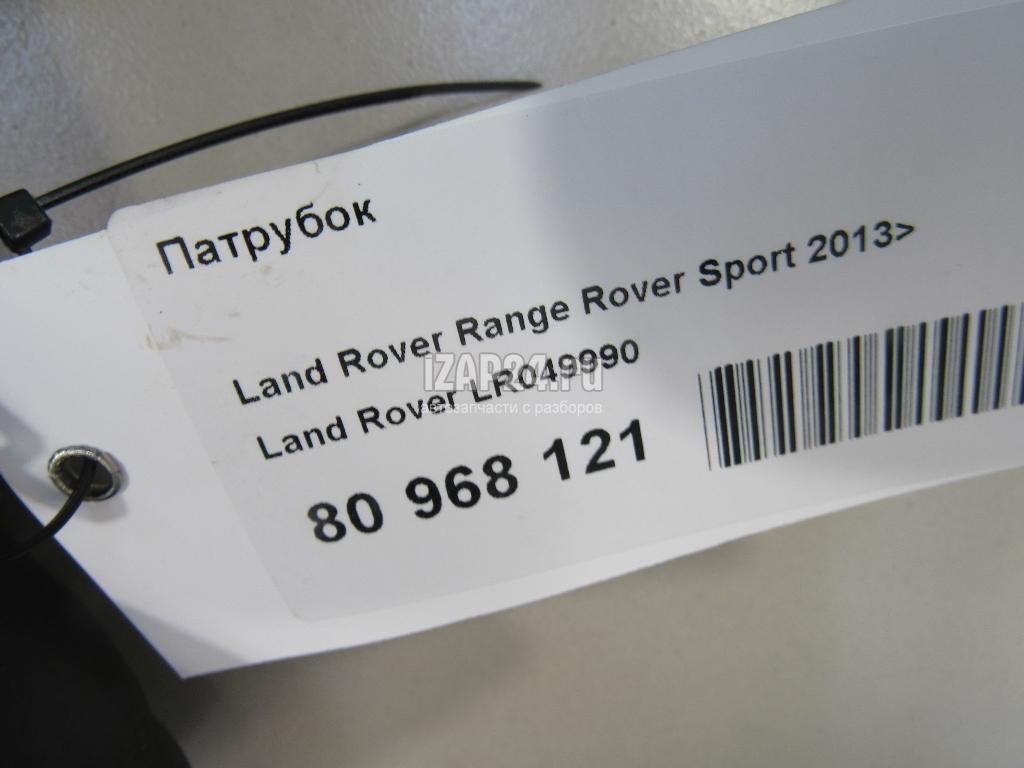 Патрубок
Land Rover Range Rover Sport 2013>
Land Rover LR049990
80 968 121
IZAP24.ru
автозапчасти с разборов